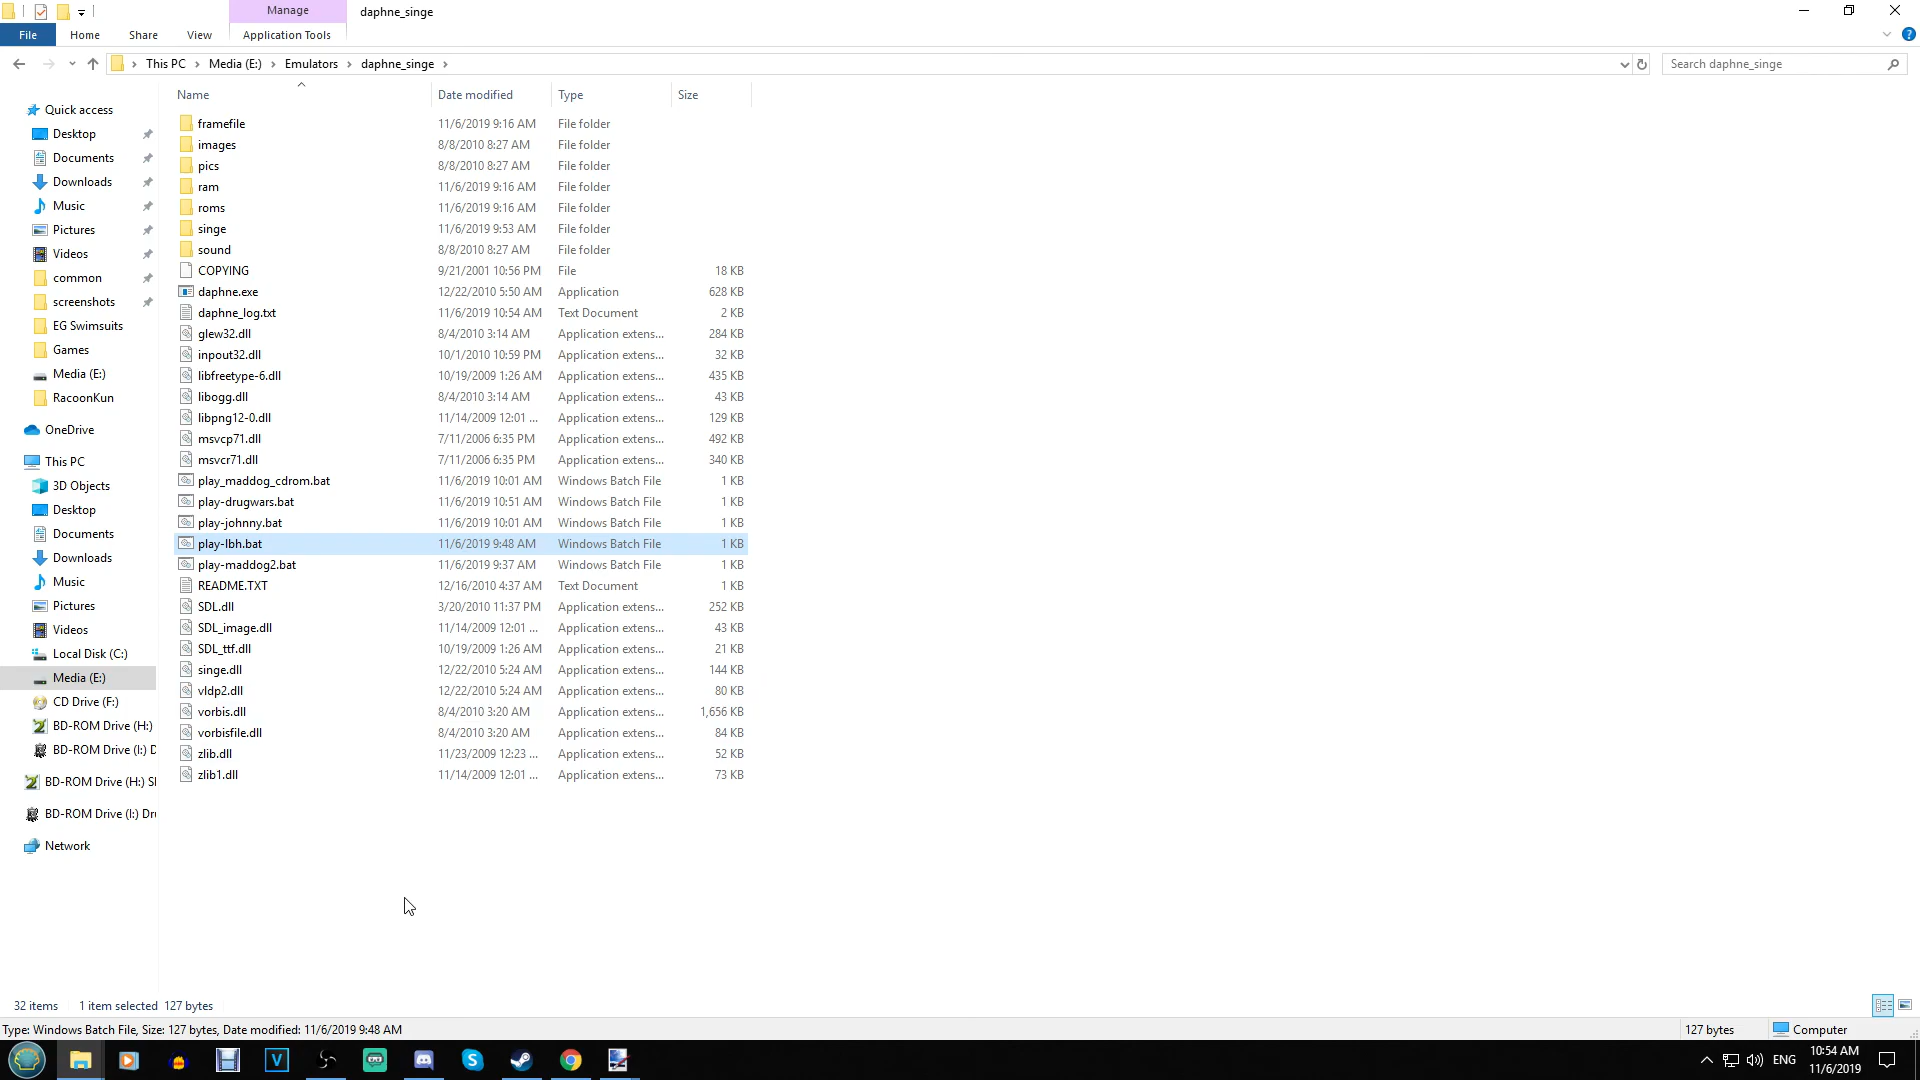 Manage
daphne_singe
File
Home
Share
View
Application Tools
This PC
Media (E:)
Emulators
daphne_singe
Search daphne_singe
Name
Date modified
Type
Size
Quick access
Desktop
Documents
Downloads
Music
Pictures
Videos
common
screenshots
EG Swimsuits
Games
Media (E:)
RacoonKun
OneDrive
This PC
3D Objects
Desktop
Documents
Downloads
Music
Pictures
Videos
Local Disk (C:)
Media (E:)
CD Drive (F:)
BD-ROM Drive (H:)
BD-ROM Drive (I:) D
BD-ROM Drive (H:) Sl
BD-ROM Drive (I:) Dru
Network
framefile 11/6/2019 9:16 AM File folder
images 8/8/2010 8:27 AM File folder
pics 8/8/2010 8:27 AM File folder
ram 11/6/2019 9:16 AM File folder
roms 11/6/2019 9:16 AM File folder
singe 11/6/2019 9:53 AM File folder
sound 8/8/2010 8:27 AM File folder
COPYING 9/21/2001 10:56 PM File 18 KB
daphne.exe 12/22/2010 5:50 AM Application 628 KB
daphne_log.txt 11/6/2019 10:54 AM Text Document 2 KB
glew32.dll 8/4/2010 3:14 AM Application extens... 284 KB
inpout32.dll 10/1/2010 10:59 PM Application extens... 32 KB
libfreetype-6.dll 10/19/2009 1:26 AM Application extens... 435 KB
libogg.dll 8/4/2010 3:14 AM Application extens... 43 KB
libpng12-0.dll 11/14/2009 12:01 ... Application extens... 129 KB
msvcp71.dll 7/11/2006 6:35 PM Application extens... 492 KB
msvcr71.dll 7/11/2006 6:35 PM Application extens... 340 KB
play_maddog_cdrom.bat 11/6/2019 10:01 AM Windows Batch File 1 KB
play-drugwars.bat 11/6/2019 10:51 AM Windows Batch File 1 KB
play-johnny.bat 11/6/2019 10:01 AM Windows Batch File 1 KB
play-lbh.bat 11/6/2019 9:48 AM Windows Batch File 1 KB
play-maddog2.bat 11/6/2019 9:37 AM Windows Batch File 1 KB
README.TXT 12/16/2010 4:37 AM Text Document 1 KB
SDL.dll 3/20/2010 11:37 PM Application extens... 252 KB
SDL_image.dll 11/14/2009 12:01 ... Application extens... 43 KB
SDL_ttf.dll 10/19/2009 1:26 AM Application extens... 21 KB
singe.dll 12/22/2010 5:24 AM Application extens... 144 KB
vldp2.dll 12/22/2010 5:24 AM Application extens... 80 KB
vorbis.dll 8/4/2010 3:20 AM Application extens... 1,656 KB
vorbisfile.dll 8/4/2010 3:20 AM Application extens... 84 KB
zlib.dll 11/23/2009 12:23 ... Application extens... 52 KB
zlib1.dll 11/14/2009 12:01 ... Application extens... 73 KB
32 items 1 item selected 127 bytes
Type: Windows Batch File, Size: 127 bytes, Date modified: 11/6/2019 9:48 AM
127 bytes
Computer
ENG
10:54 AM
11/6/2019